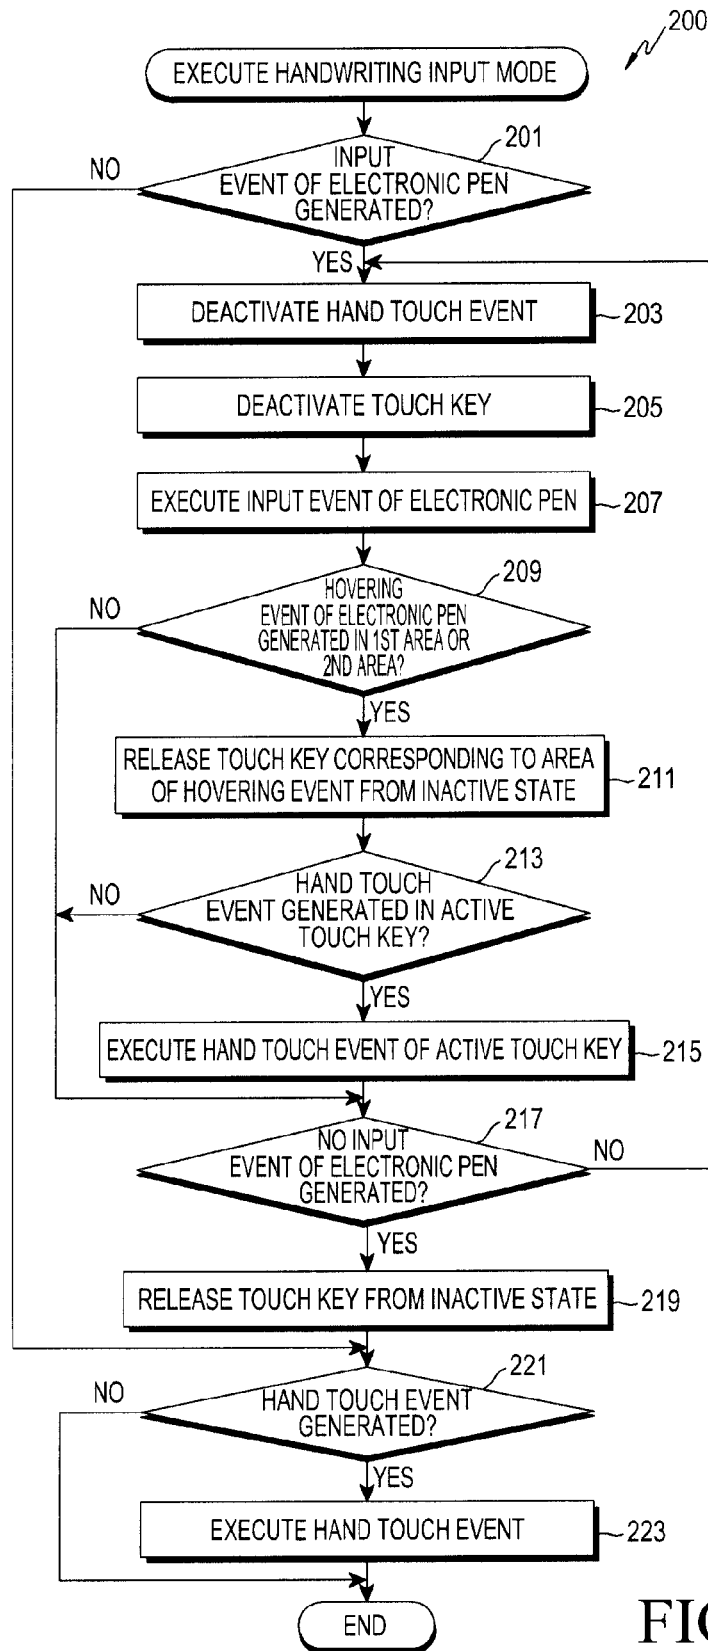 200
EXECUTE HANDWRITING INPUT MODE
201
NO
INPUT
EVENT OF ELECTRONIC PEN
GENERATED?
YES
DEACTIVATE HAND TOUCH EVENT
203
DEACTIVATE TOUCH KEY
205
EXECUTE INPUT EVENT OF ELECTRONIC PEN
207
209
NO
HOVERING
EVENT OF ELECTRONIC PEN
GENERATED IN 1ST AREA OR
2ND AREA?
YES
RELEASE TOUCH KEY CORRESPONDING TO AREA
OF HOVERING EVENT FROM INACTIVE STATE
211
213
NO
HAND TOUCH
EVENT GENERATED IN ACTIVE
TOUCH KEY?
YES
EXECUTE HAND TOUCH EVENT OF ACTIVE TOUCH KEY
215
217
NO INPUT
EVENT OF ELECTRONIC PEN
GENERATED?
NO
YES
RELEASE TOUCH KEY FROM INACTIVE STATE
219
221
NO
HAND TOUCH EVENT
GENERATED?
YES
EXECUTE HAND TOUCH EVENT
223
END